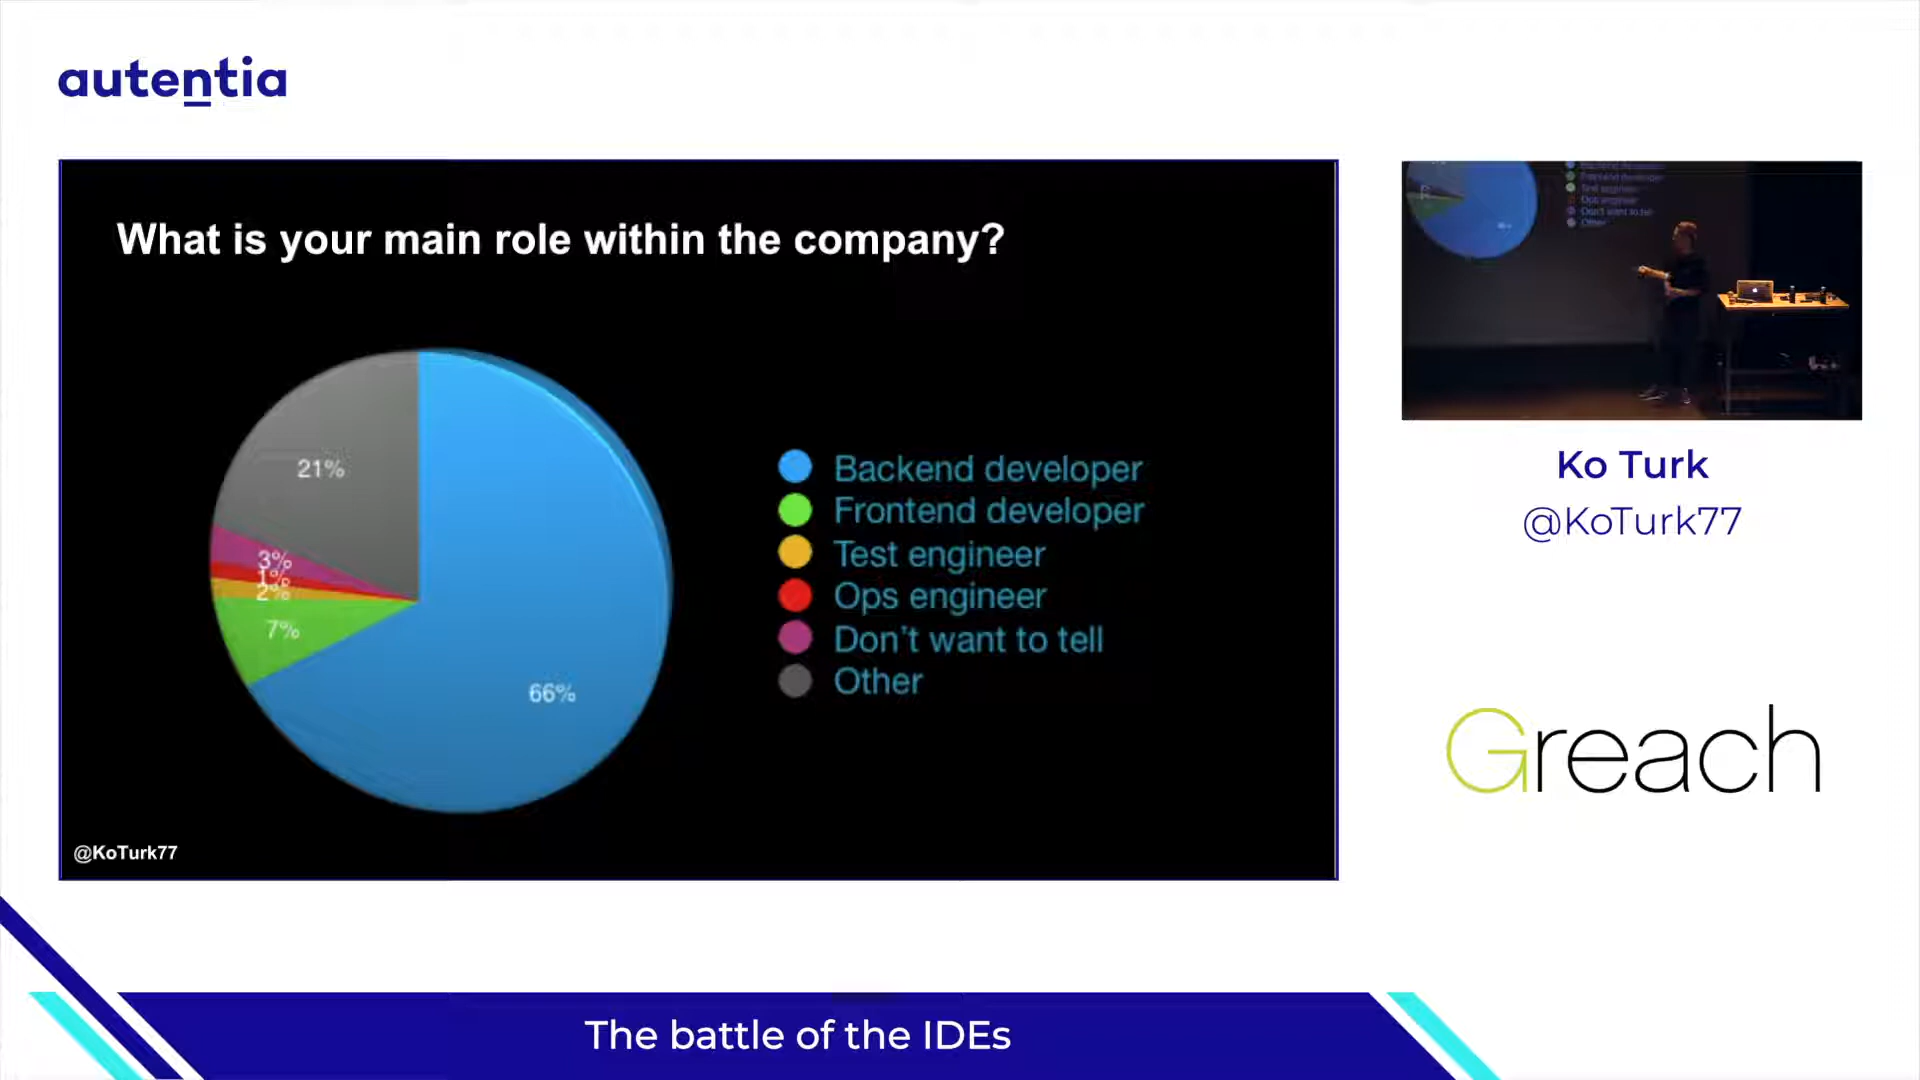 autentia
What is your main role within the company?
21%
3%
1%
2%
7%
66%
Backend developer
Frontend developer
Test engineer
Ops engineer
Don't want to tell
Other
@KoTurk77
Ko Turk
@KoTurk77
Greach
The battle of the IDEs